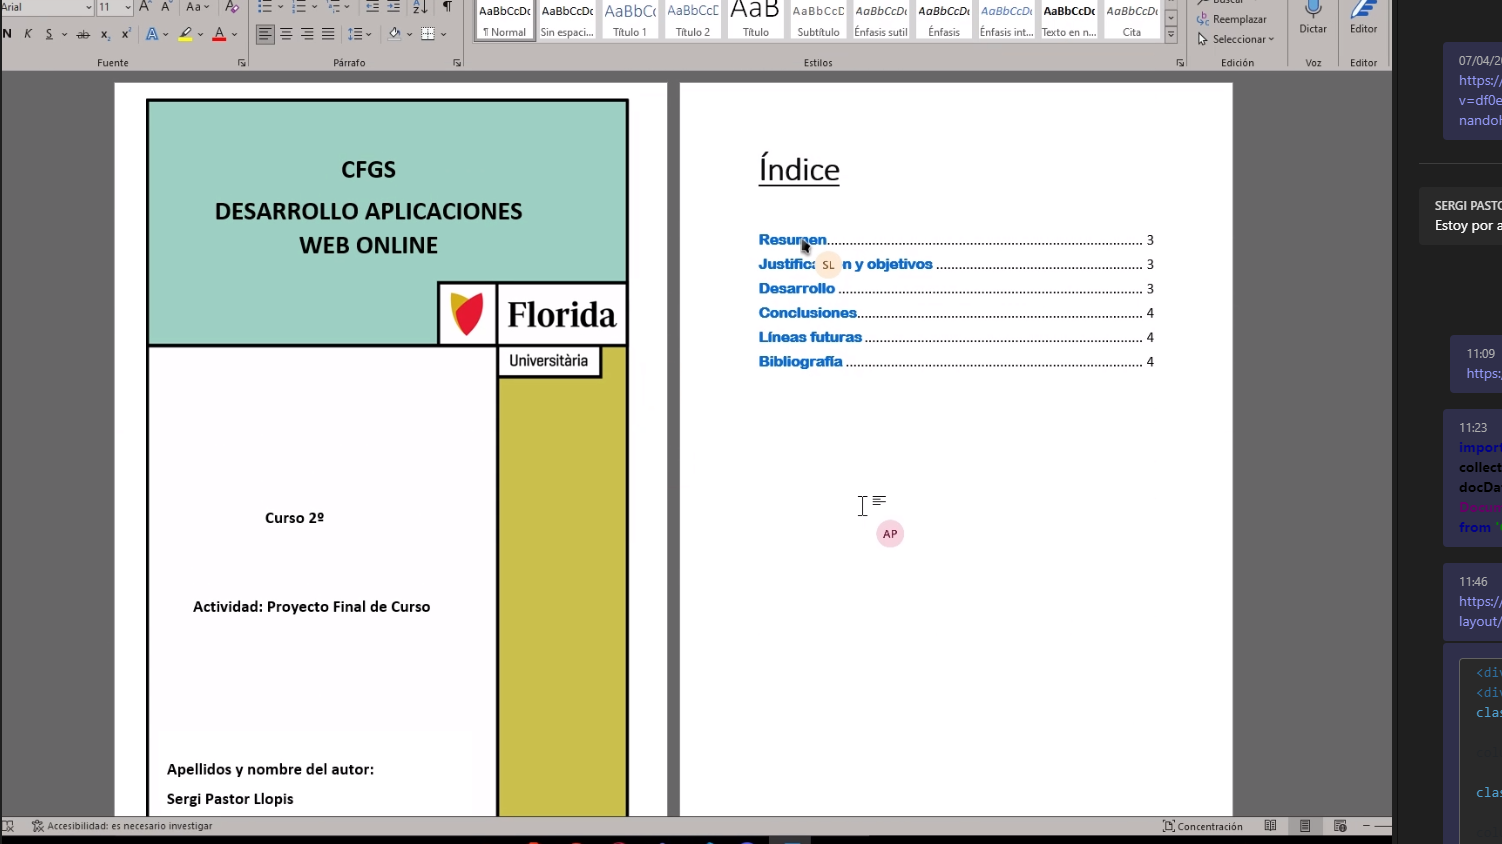 Arial
11
Aa
N K S ab x x² A A
AaBbCcDc AaBbCcDc AaBbCc AaBbCcD AaB AaBbCcD AaBbCcDc AaBbCcDc AaBbCcDc AaBbCcDc AaBbCcDc
¶ Normal
Sin espaci...
Título 1
Título 2
Título
Subtítulo
Énfasis sutil
Énfasis
Énfasis int...
Texto en n...
Cita
Reemplazar
Seleccionar
Dictar
Editor
Fuente
Párrafo
Estilos
Edición
Voz
Editor
CFGS
DESARROLLO APLICACIONES
WEB ONLINE
Florida
Universitària
Curso 2º
Actividad: Proyecto Final de Curso
Apellidos y nombre del autor:
Sergi Pastor Llopis
Índice
Resumen 3
Justificación y objetivos 3
Desarrollo 3
Conclusiones 4
Líneas futuras 4
Bibliografía 4
SL
AP
07/04/2
https:/
v=df0e
nandol
SERGI PASTO
Estoy por a
11:09
https:
11:23
import
collect
docDa
Docum
from
11:46
https:/
layout/
<div
<div
clas
clas
Accesibilidad: es necesario investigar
Concentración